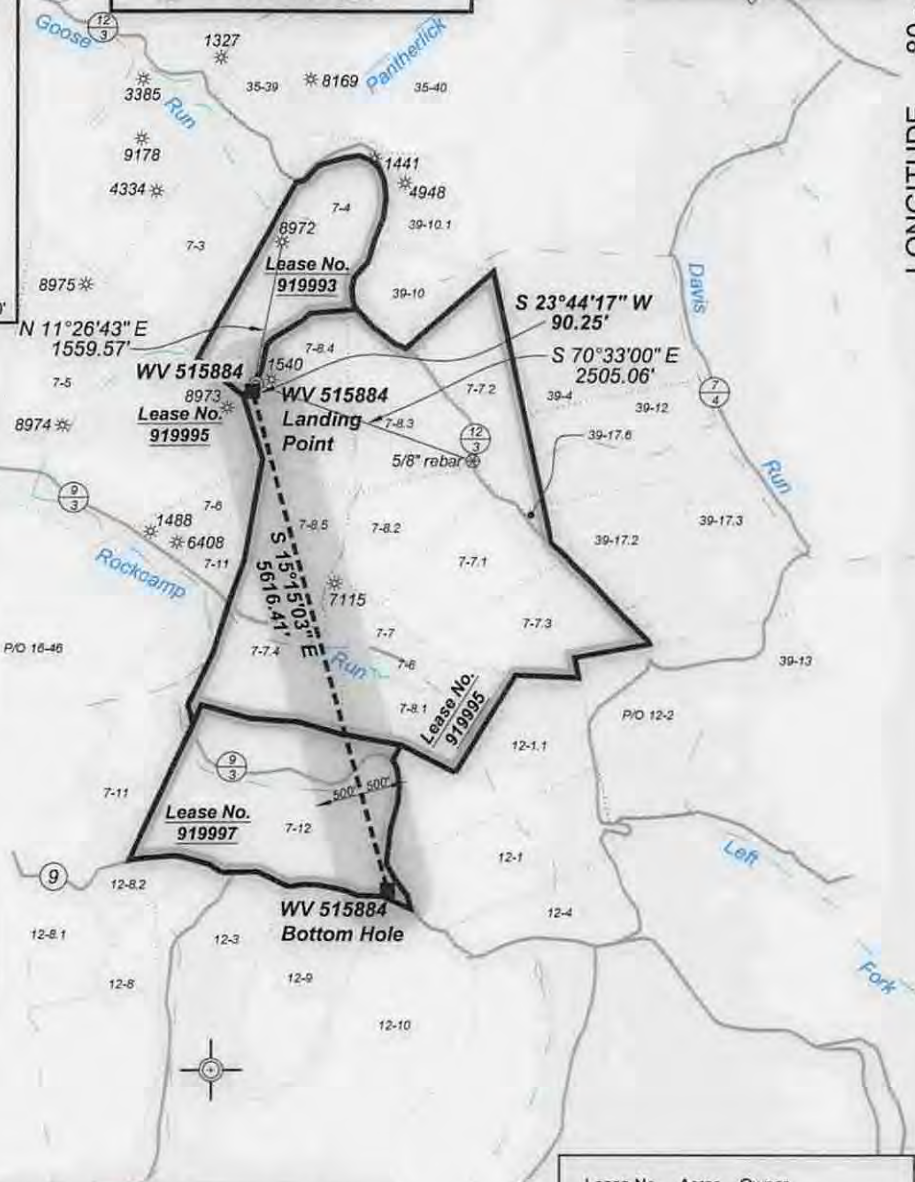 12
3
Goose
Run
1327
Pantherlick
3385
35-39
8169
35-40
9178
4334
1441
4948
7-4
39-10.1
7-3
8972
Lease No.
919993
8975
39-10
Davis
Run
LONGITUDE
S 23°44'17" W
90.25'
N 11°26'43" E
1559.57'
7-8.4
S 70°33'00" E
2505.06'
WV 515884
1540
7-5
7-7.2
7
4
8973
WV 515884
Landing
Point
39-4
39-12
Lease No.
919995
7-8.3
8974
12
3
39-17.6
5/8" rebar
9
3
7-6
1488
6408
7-8.5
7-8.2
39-17.3
39-17.2
7-11
7-7.1
Rockcamp
Run
S 15°15'03" E
5616.41'
7115
7-7.3
7-7
P/O 16-46
7-7.4
7-6
39-13
Lease No.
919995
7-8.1
P/O 12-2
12-1.1
9
3
500'
500'
7-11
Lease No.
919997
7-12
12-1
Left
Fork
9
12-8.2
WV 515884
Bottom Hole
12-4
12-8.1
12-3
12-9
12-8
12-10